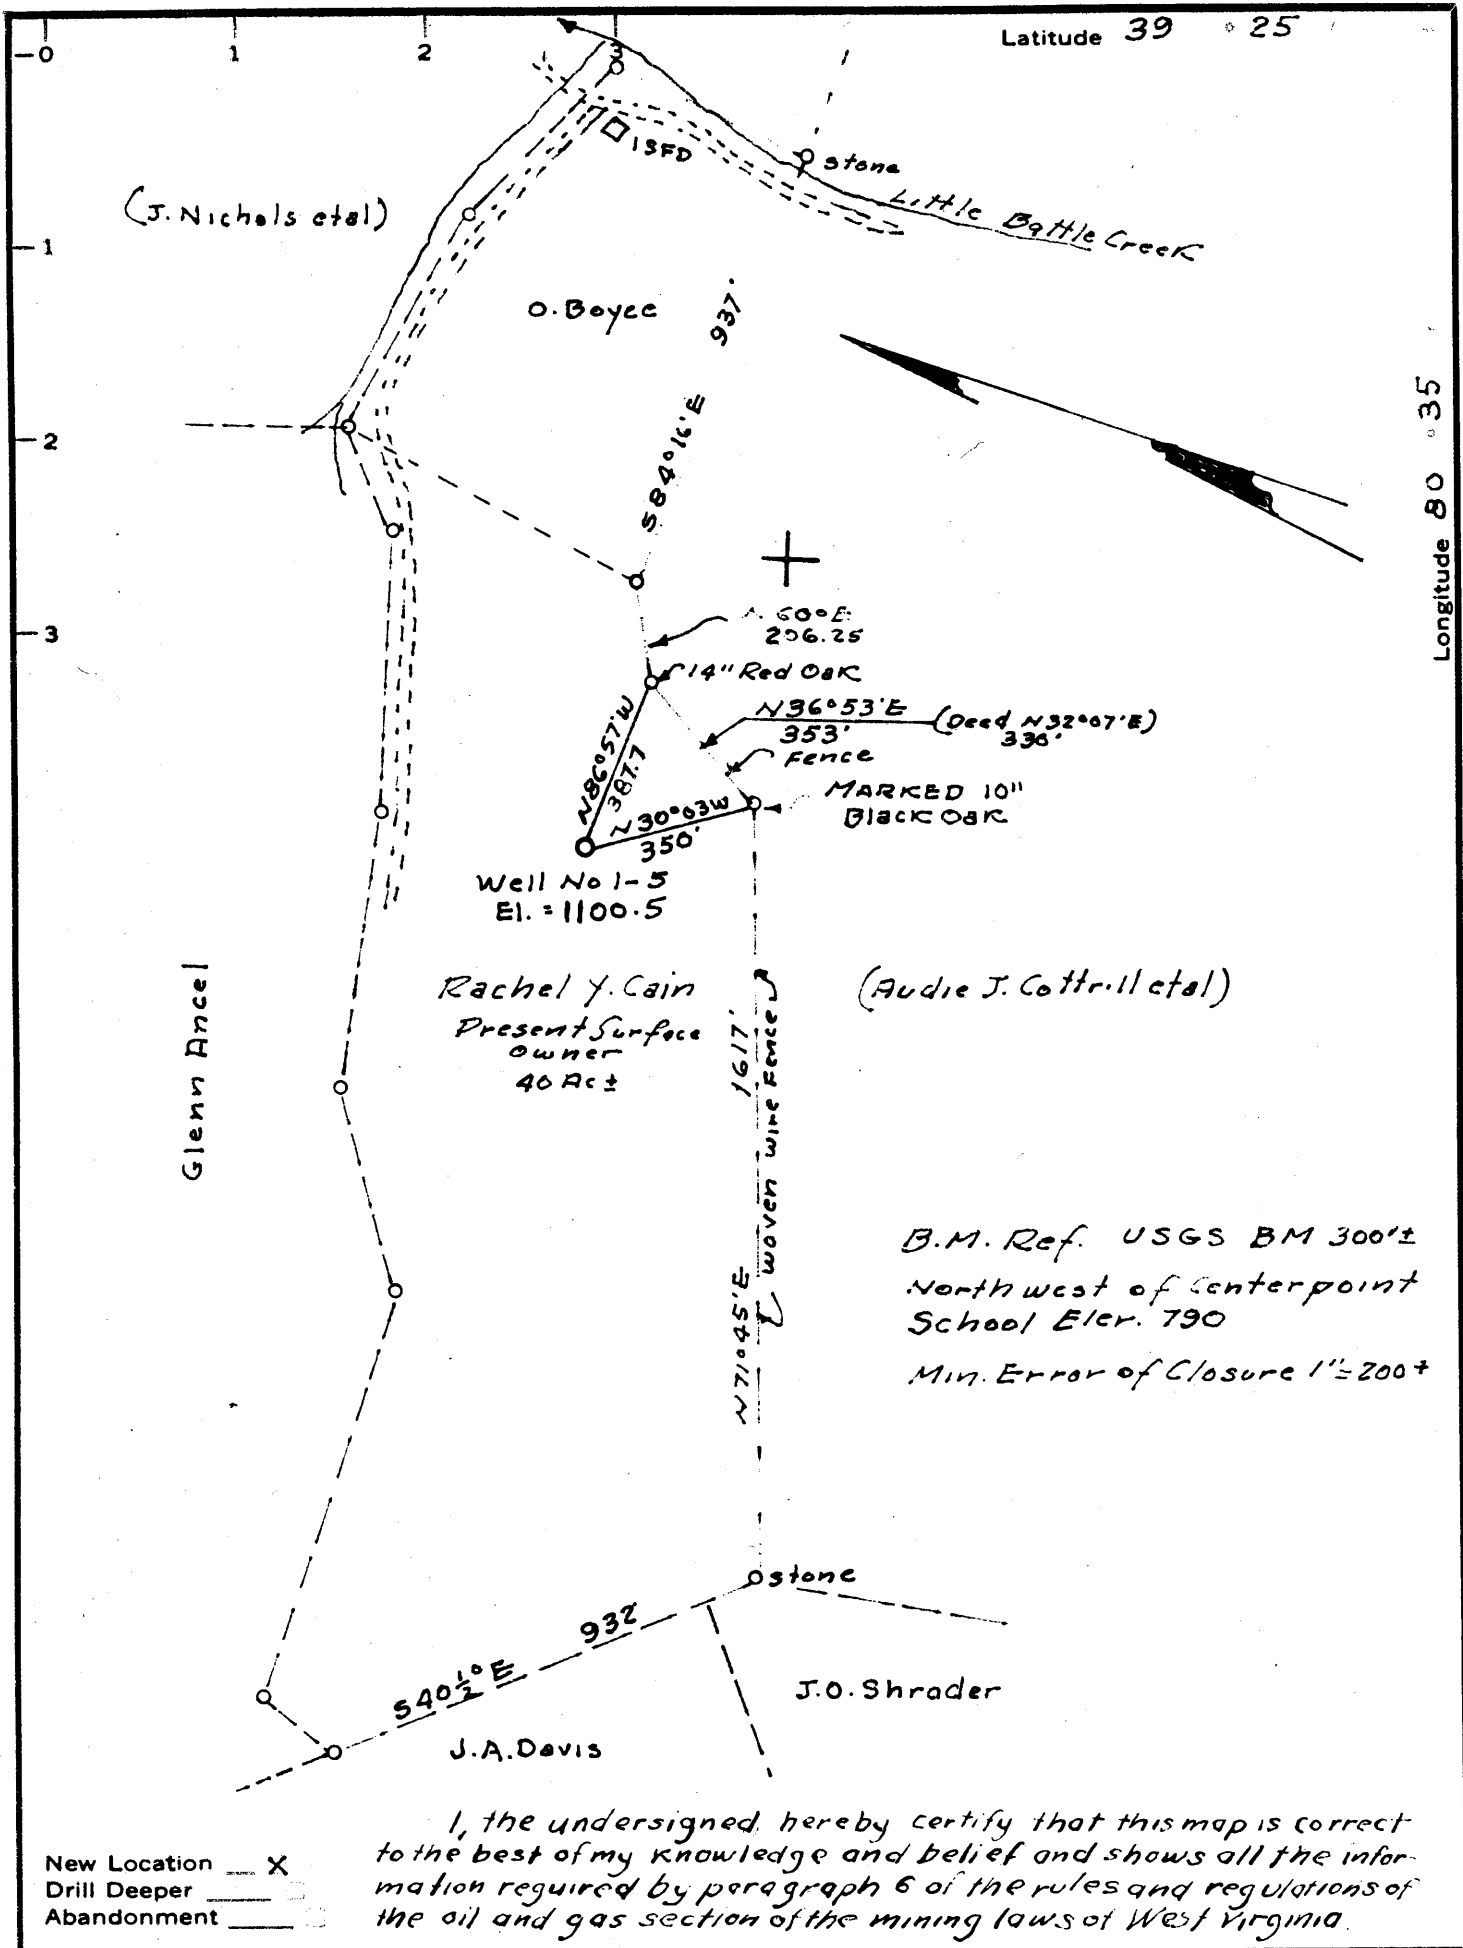 Latitude 39 ° 25
0 1 2 3
stone
1SFD
Little Battle Creek
(J. Nichols etal)
1
O. Boyce
937'
S84°16'E
Longitude 80 ° 35
2
N 60°E
206.25
3
14" Red Oak
N36°53'E
353'
(Deed N32°07'E)
330'
Fence
N86°57'W
387.7
MARKED 10"
Black Oak
N30°03W
350'
Well No 1-5
El. = 1100.5
Glenn Ancel
Rachel Y. Cain
Present Surface
Owner
40 Ac ±
(Audie J. Cottrill etal)
N71°45'E 1617'
Woven Wire Fence
B.M. Ref. USGS BM 300'±
Northwest of Centerpoint
School Elev. 790
Min. Error of Closure 1"=200+
stone
S40½°E 932
J.O. Shrader
J.A. Davis
I, the undersigned, hereby certify that this map is correct
to the best of my knowledge and belief and shows all the infor-
mation required by paragraph 6 of the rules and regulations of
the oil and gas section of the mining laws of West Virginia.
New Location X
Drill Deeper
Abandonment